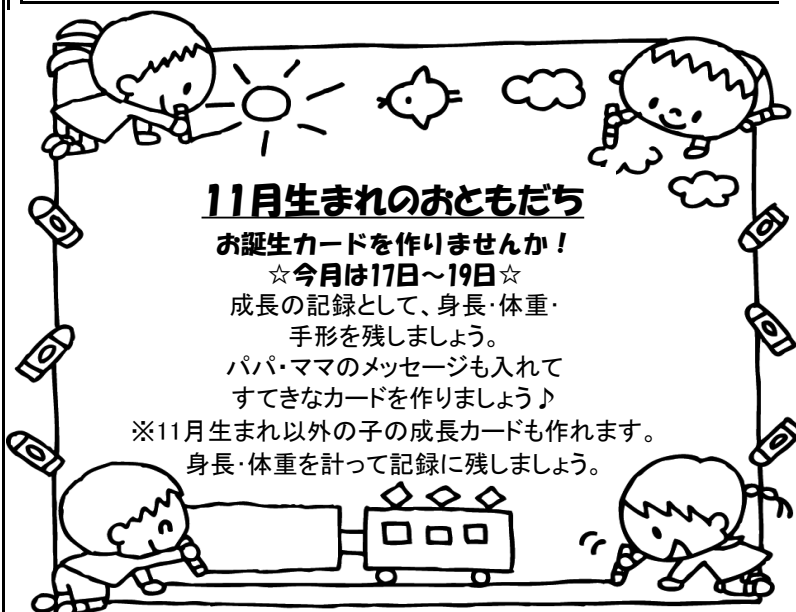 11月生まれのおともだち
お誕生カードを作りませんか！
☆今月は17日～19日☆
成長の記録として、身長・体重・
手形を残しましょう。
パパ・ママのメッセージも入れて
すてきなカードを作りましょう♪
※11月生まれ以外の子の成長カードも作れます。
身長・体重を計って記録に残しましょう。